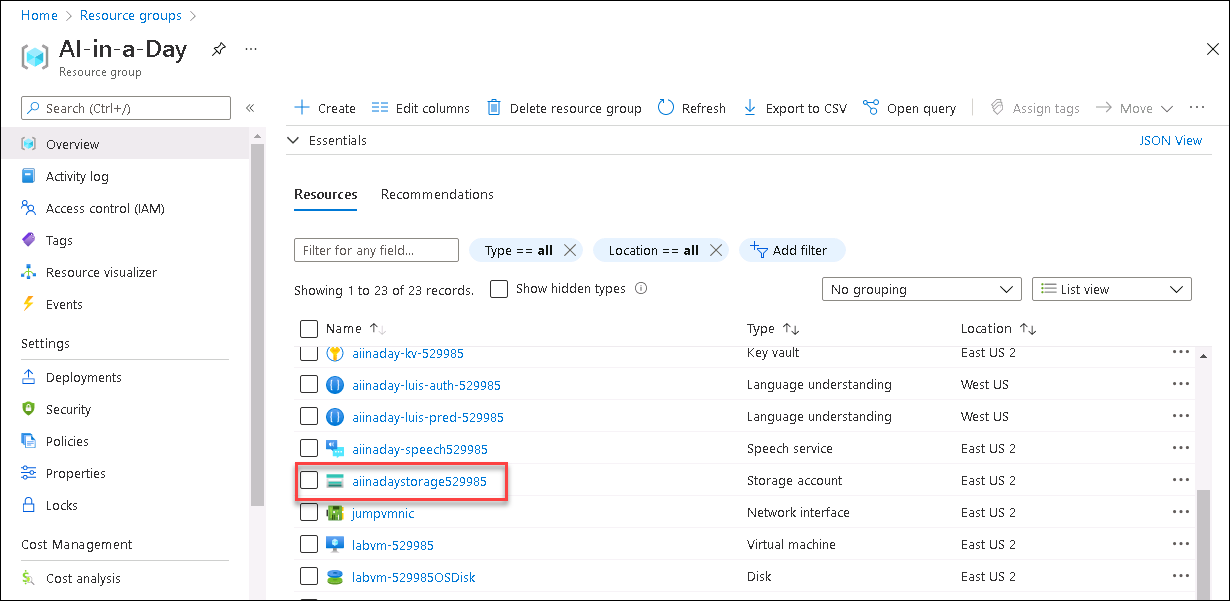 Home > Resource groups >
AI-in-a-Day
Resource group
Search (Ctrl+/)
Overview
Activity log
Access control (IAM)
Tags
Resource visualizer
Events
Settings
Deployments
Security
Policies
Properties
Locks
Cost Management
Cost analysis
Create Edit columns Delete resource group Refresh Export to CSV Open query Assign tags Move
Essentials JSON View
Resources Recommendations
Filter for any field... Type == all Location == all Add filter
Showing 1 to 23 of 23 records. Show hidden types No grouping List view
Name Type Location
aiinaday-kv-529985 Key vault East US 2
aiinaday-luis-auth-529985 Language understanding West US
aiinaday-luis-pred-529985 Language understanding West US
aiinaday-speech529985 Speech service East US 2
aiinadaystorage529985 Storage account East US 2
jumpvmnic Network interface East US 2
labvm-529985 Virtual machine East US 2
labvm-529985OSDisk Disk East US 2